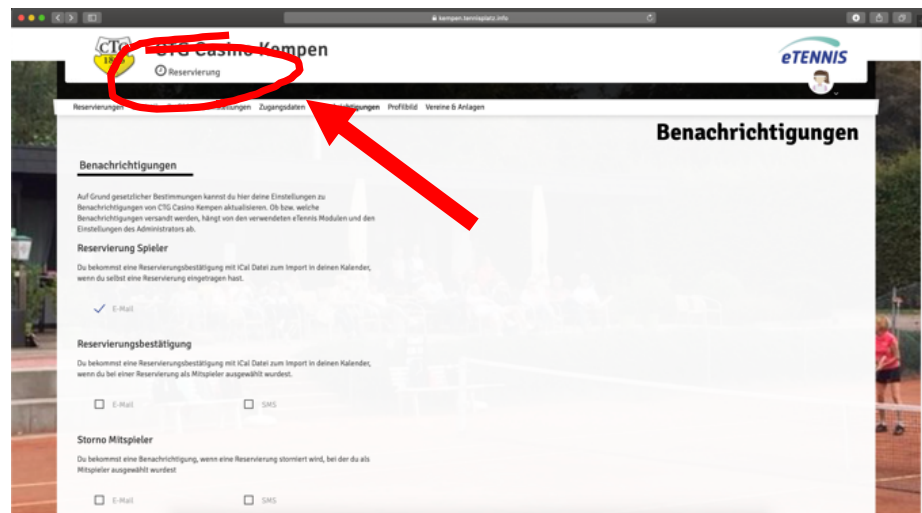 kempen.tennisplatz.info
CTG
CTG Casino Kempen
Reservierung
eTENNIS
Reservierungen Zugangsdaten Profilbild Vereine & Anlagen
Benachrichtigungen
Benachrichtigungen
Auf Grund gesetzlicher Bestimmungen kannst du hier deine Einstellungen zu
Benachrichtigungen von CTG Casino Kempen aktualisieren. Ob bzw. welche
Benachrichtigungen versandt werden, hängt von den verwendeten eTennis Modulen und den
Einstellungen des Administrators ab.
Reservierung Spieler
Du bekommst eine Reservierungsbestätigung mit iCal Datei zum Import in deinen Kalender,
wenn du selbst eine Reservierung eingetragen hast.
E-Mail
Reservierungsbestätigung
Du bekommst eine Reservierungsbestätigung mit iCal Datei zum Import in deinen Kalender,
wenn du bei einer Reservierung als Mitspieler ausgewählt wurdest.
E-Mail SMS
Storno Mitspieler
Du bekommst eine Benachrichtigung, wenn eine Reservierung storniert wird, bei der du als
Mitspieler ausgewählt wurdest
E-Mail SMS